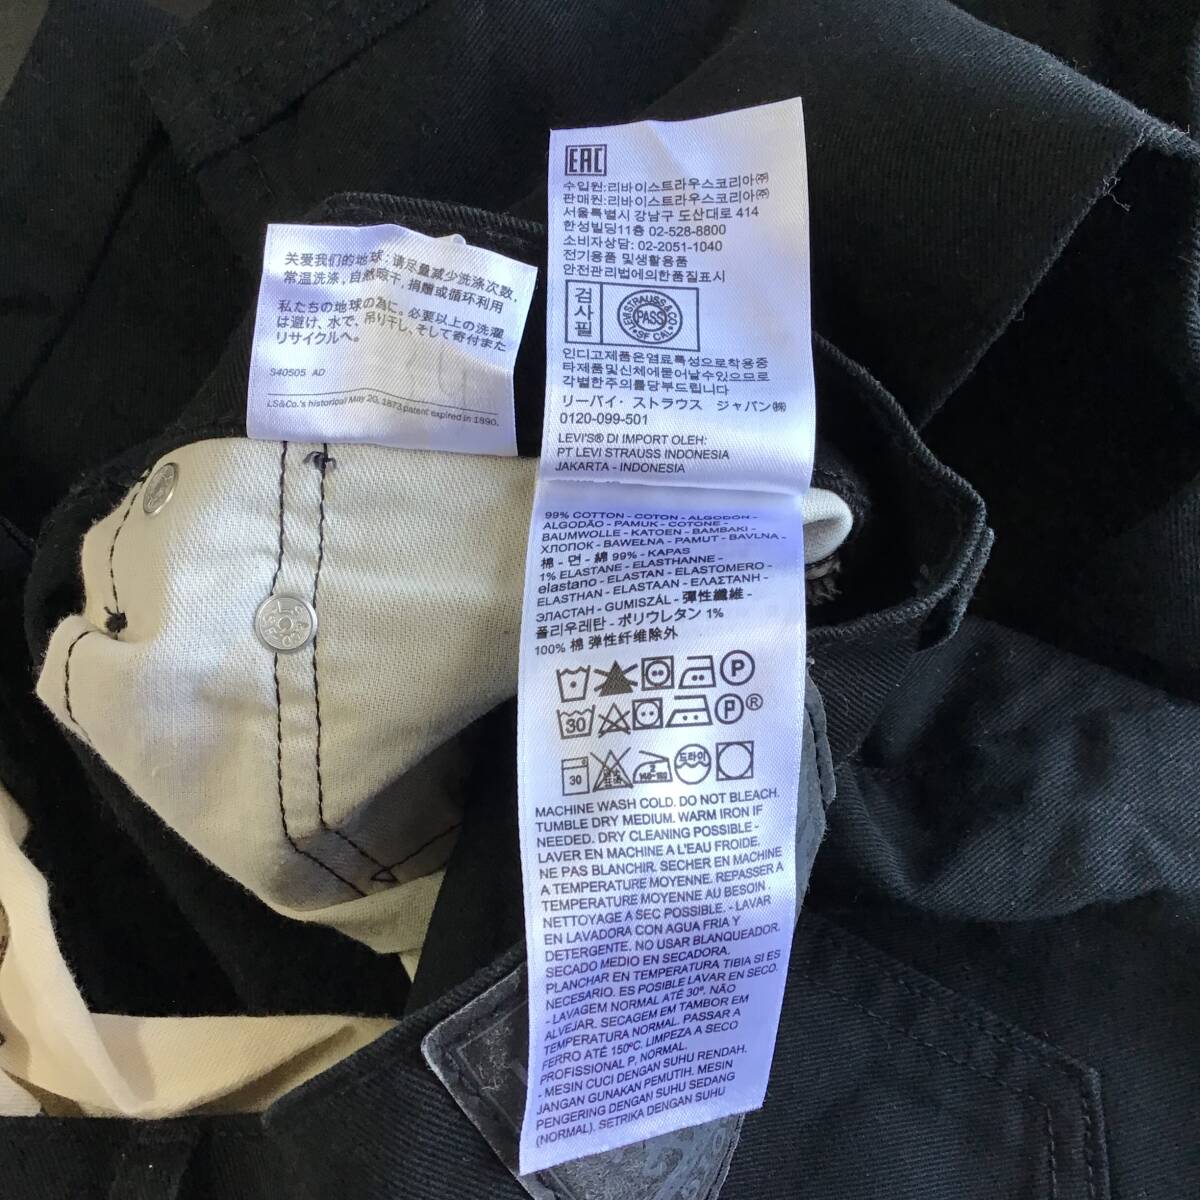 关爱我们的地球：请尽量减少洗涤次数，
常温洗涤，自然晾干，捐赠或循环利用
私たちの地球の為に。必要以上の洗濯
は避け、水で、吊り干し、そして寄付また
リサイクルへ。
S40505 AD
LS&Co.'s historical May 20, 1873 patent expired in 1890.
EAC
수입원:리바이스트라우스코리아㈜
판매원:리바이스트라우스코리아㈜
서울특별시 강남구 도산대로 414
한성빌딩11층 02-528-8800
소비자상담: 02-2051-1040
전기용품 및생활용품
안전관리법에의한품질표시
검사필
LEVI STRAUSS & CO
PASS
SF CAL
인디고제품은염료특성으로착용중
타제품및신체에묻어날수있으므로
각별한주의를당부드립니다
リーバイ・ストラウス ジャパン㈱
0120-099-501
LEVI'S® DI IMPORT OLEH:
PT LEVI STRAUSS INDONESIA
JAKARTA - INDONESIA
99% COTTON - COTON - ALGODÓN -
ALGODÃO - PAMUK - COTONE -
BAUMWOLLE - KATOEN - BAMBAKI -
ХЛОПОК - BAWEŁNA - PAMUT - BAVLNA -
棉 - 면 - 綿 99% - KAPAS
1% ELASTANE - ELASTHANNE -
elastano - ELASTAN - ELASTOMERO -
ELASTHAN - ELASTAAN - ΕΛΑΣΤΑΝΗ -
ЭЛАСТАН - GUMISZÁL - 彈性纖維 -
폴리우레탄 - ポリウレタン 1%
100% 棉 弹性纤维除外
P
30
P ®
30
드라이
MACHINE WASH COLD. DO NOT BLEACH.
TUMBLE DRY MEDIUM. WARM IRON IF
NEEDED. DRY CLEANING POSSIBLE -
LAVER EN MACHINE A L'EAU FROIDE.
NE PAS BLANCHIR. SECHER EN MACHINE
A TEMPERATURE MOYENNE. REPASSER A
TEMPERATURE MOYENNE AU BESOIN.
NETTOYAGE A SEC POSSIBLE. - LAVAR
EN LAVADORA CON AGUA FRIA Y
DETERGENTE. NO USAR BLANQUEADOR.
SECADO MEDIO EN SECADORA.
PLANCHAR EN TEMPERATURA TIBIA SI ES
NECESARIO. ES POSIBLE LAVAR EN SECO.
- LAVAGEM NORMAL ATÉ 30º. NÃO
ALVEJAR. SECAGEM EM TAMBOR EM
TEMPERATURA NORMAL. PASSAR A
FERRO ATÉ 150ºC. LIMPEZA A SECO
PROFISSIONAL P, NORMAL.
- MESIN CUCI DENGAN SUHU RENDAH.
JANGAN GUNAKAN PEMUTIH. MESIN
PENGERING DENGAN SUHU SEDANG
(NORMAL). SETRIKA DENGAN SUHU